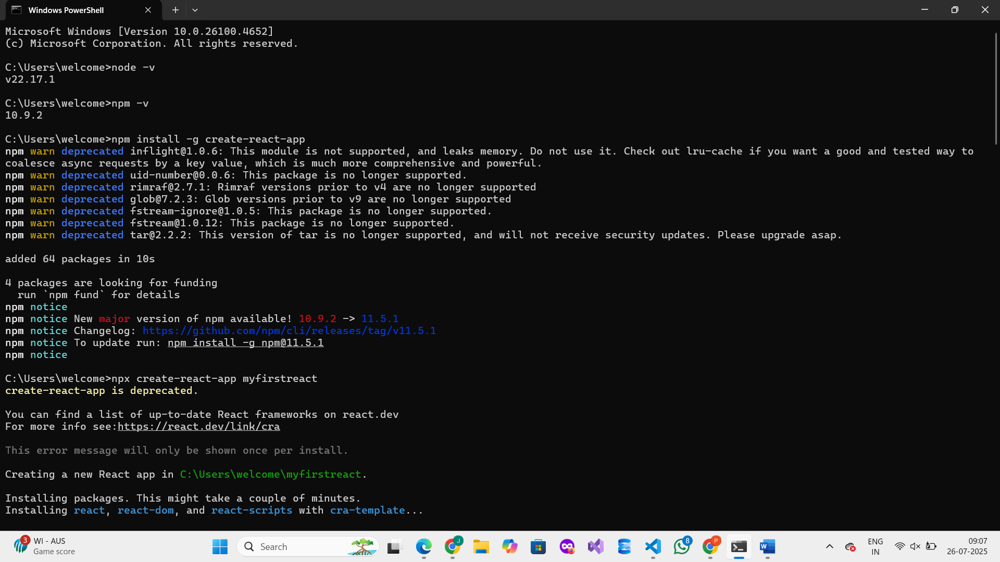 Windows PowerShell
Microsoft Windows [Version 10.0.26100.4652]
(c) Microsoft Corporation. All rights reserved.
C:\Users\welcome>node -v
v22.17.1
C:\Users\welcome>npm -v
10.9.2
C:\Users\welcome>npm install -g create-react-app
npm warn deprecated inflight@1.0.6: This module is not supported, and leaks memory. Do not use it. Check out lru-cache if you want a good and tested way to
coalesce async requests by a key value, which is much more comprehensive and powerful.
npm warn deprecated uid-number@0.0.6: This package is no longer supported.
npm warn deprecated rimraf@2.7.1: Rimraf versions prior to v4 are no longer supported
npm warn deprecated glob@7.2.3: Glob versions prior to v9 are no longer supported
npm warn deprecated fstream-ignore@1.0.5: This package is no longer supported.
npm warn deprecated fstream@1.0.12: This package is no longer supported.
npm warn deprecated tar@2.2.2: This version of tar is no longer supported, and will not receive security updates. Please upgrade asap.
added 64 packages in 10s
4 packages are looking for funding
  run `npm fund` for details
npm notice
npm notice New major version of npm available! 10.9.2 -> 11.5.1
npm notice Changelog: https://github.com/npm/cli/releases/tag/v11.5.1
npm notice To update run: npm install -g npm@11.5.1
npm notice
C:\Users\welcome>npx create-react-app myfirstreact
create-react-app is deprecated.
You can find a list of up-to-date React frameworks on react.dev
For more info see:https://react.dev/link/cra
This error message will only be shown once per install.
Creating a new React app in C:\Users\welcome\myfirstreact.
Installing packages. This might take a couple of minutes.
Installing react, react-dom, and react-scripts with cra-template...
3
WI - AUS
Game score
Search
J
8
P
W
ENG
IN
09:07
26-07-2025